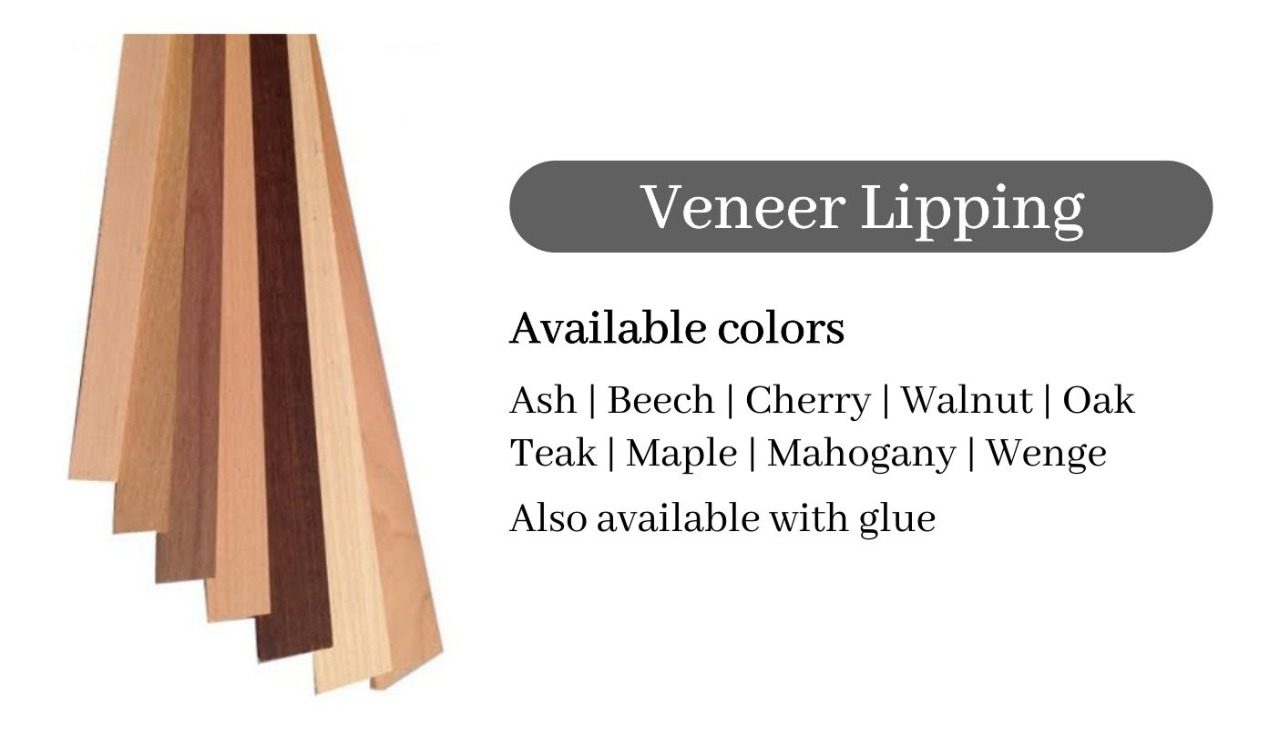 Veneer Lipping
Available colors
Ash | Beech | Cherry | Walnut | Oak
Teak | Maple | Mahogany | Wenge
Also available with glue